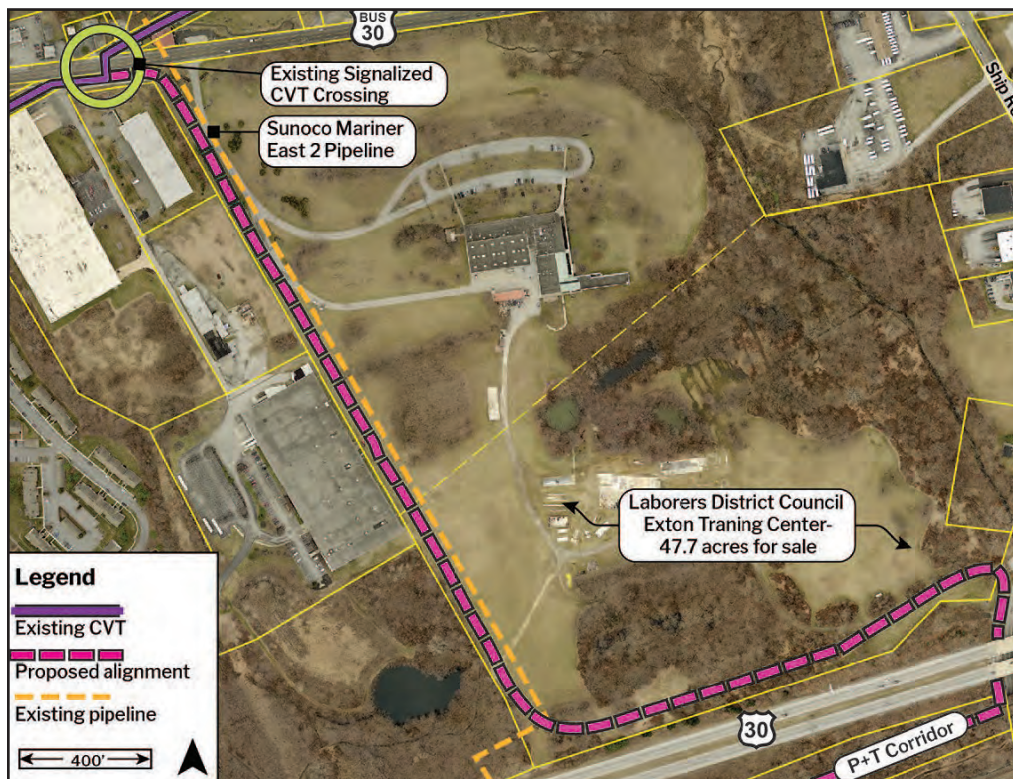 BUS
30
Existing Signalized
CVT Crossing
Sunoco Mariner
East 2 Pipeline
Ship
Laborers District Council
Exton Traning Center-
47.7 acres for sale
Legend
Existing CVT
Proposed alignment
Existing pipeline
400'
30
P+T Corridor